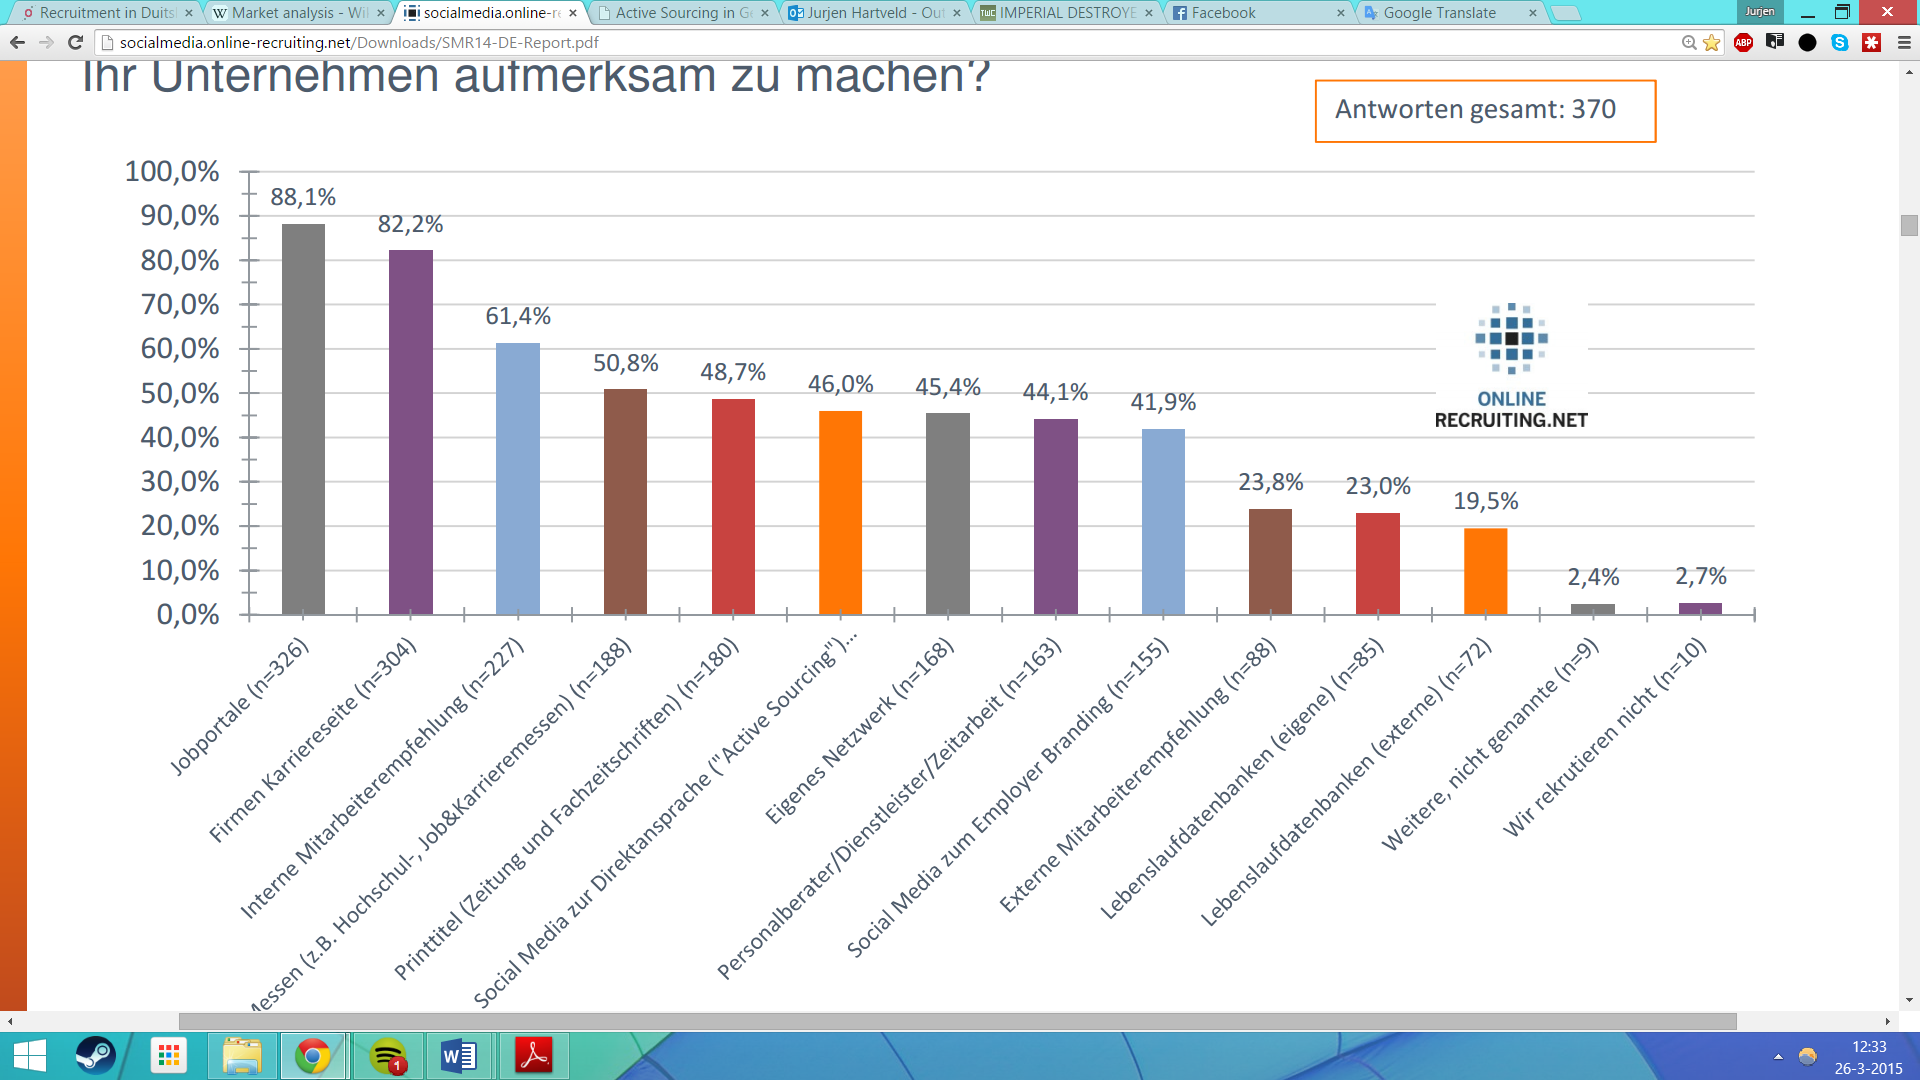 Recruitment in Duits
Market analysis - Wi
socialmedia.online-re
Active Sourcing in Ge
Jurjen Hartveld - Out
IMPERIAL DESTROYE
Facebook
Google Translate
Jurjen
socialmedia.online-recruiting.net/Downloads/SMR14-DE-Report.pdf
ABP
Ihr Unternehmen aufmerksam zu machen?
Antworten gesamt: 370
100,0%
90,0%
80,0%
70,0%
60,0%
50,0%
40,0%
30,0%
20,0%
10,0%
0,0%
88,1%
82,2%
61,4%
50,8%
48,7%
46,0%
45,4%
44,1%
41,9%
23,8%
23,0%
19,5%
2,4%
2,7%
ONLINE
RECRUITING.NET
Jobportale (n=326)
Firmen Karriereseite (n=304)
Interne Mitarbeiterempfehlung (n=227)
Messen (z.B. Hochschul-, Job&Karrieremessen) (n=188)
Printtitel (Zeitung und Fachzeitschriften) (n=180)
Social Media zur Direktansprache ("Active Sourcing")...
Eigenes Netzwerk (n=168)
Personalberater/Dienstleister/Zeitarbeit (n=163)
Social Media zum Employer Branding (n=155)
Externe Mitarbeiterempfehlung (n=88)
Lebenslaufdatenbanken (eigene) (n=85)
Lebenslaufdatenbanken (externe) (n=72)
Weitere, nicht genannte (n=9)
Wir rekrutieren nicht (n=10)
1
12:33
26-3-2015